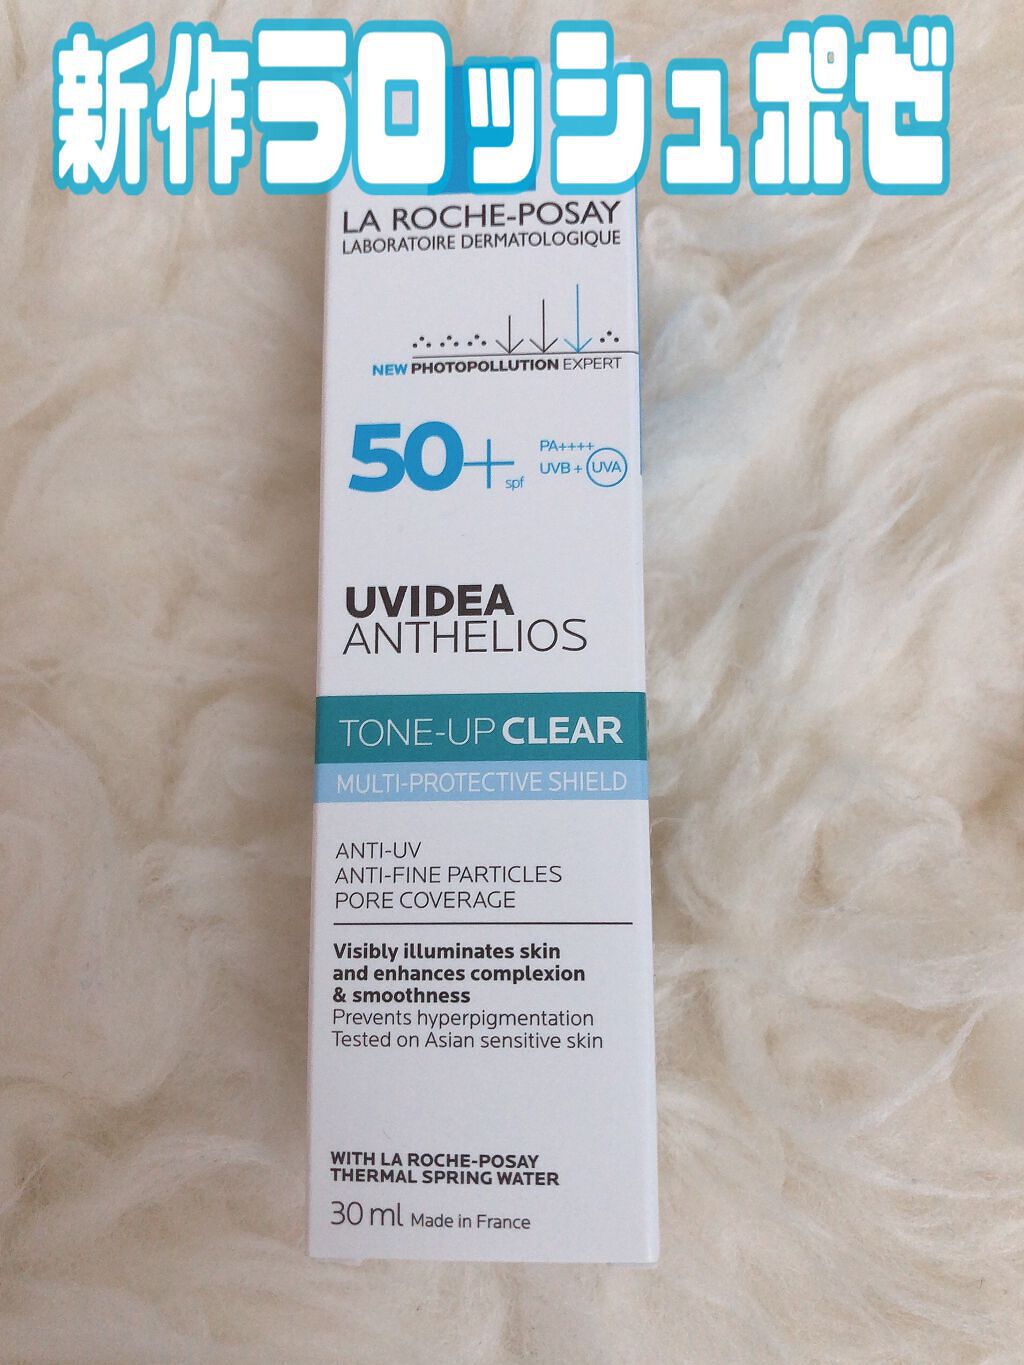 新作ラロッシュポゼ
LA ROCHE-POSAY
LABORATOIRE DERMATOLOGIQUE
NEW PHOTOPOLLUTION EXPERT
50+ spf
PA++++
UVB + UVA
UVIDEA
ANTHELIOS
TONE-UP CLEAR
MULTI-PROTECTIVE SHIELD
ANTI-UV
ANTI-FINE PARTICLES
PORE COVERAGE
Visibly illuminates skin
and enhances complexion
& smoothness
Prevents hyperpigmentation
Tested on Asian sensitive skin
WITH LA ROCHE-POSAY
THERMAL SPRING WATER
30 ml Made in France